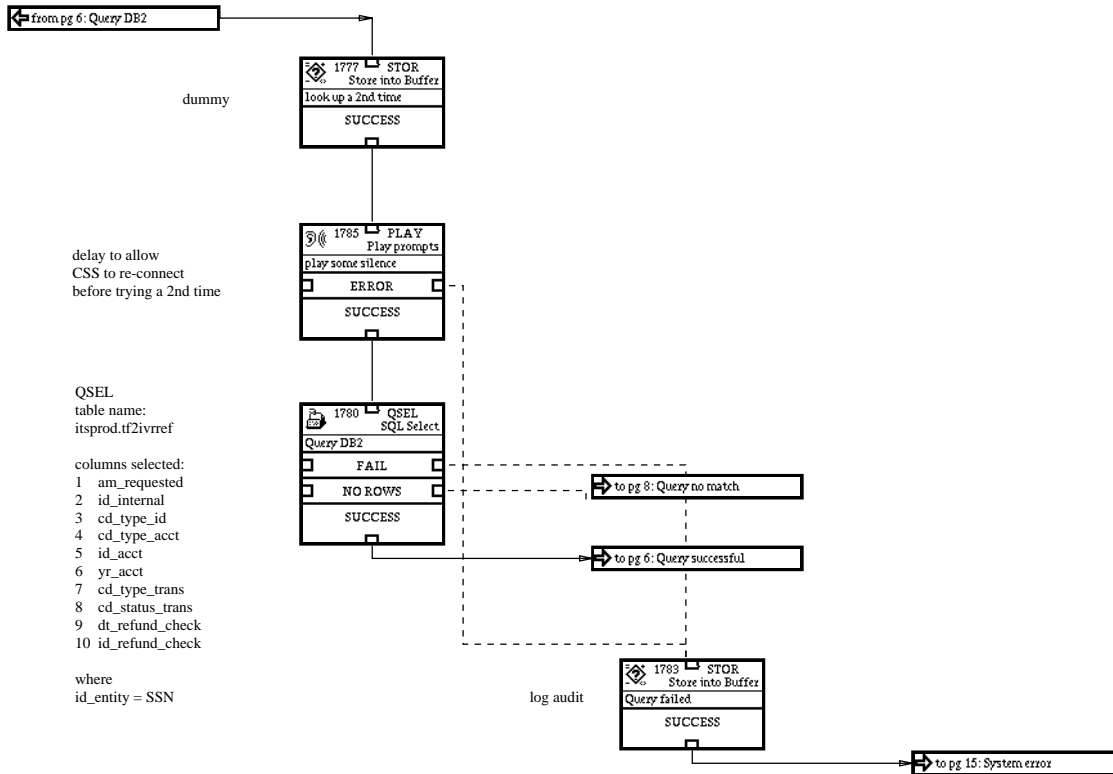 from pg 6: Query DB2
1777 STOR
Store into Buffer
look up a 2nd time
SUCCESS
dummy
1785 PLAY
Play prompts
play some silence
ERROR
SUCCESS
delay to allow
CSS to re-connect
before trying a 2nd time
QSEL
table name:
itsprod.tf2ivrref
columns selected:
1 am_requested
2 id_internal
3 cd_type_id
4 cd_type_acct
5 id_acct
6 yr_acct
7 cd_type_trans
8 cd_status_trans
9 dt_refund_check
10 id_refund_check
where
id_entity = SSN
1780 QSEL
SQL Select
Query DB2
FAIL
NO ROWS
SUCCESS
to pg 8: Query no match
to pg 6: Query successful
log audit
1783 STOR
Store into Buffer
Query failed
SUCCESS
to pg 15: System error